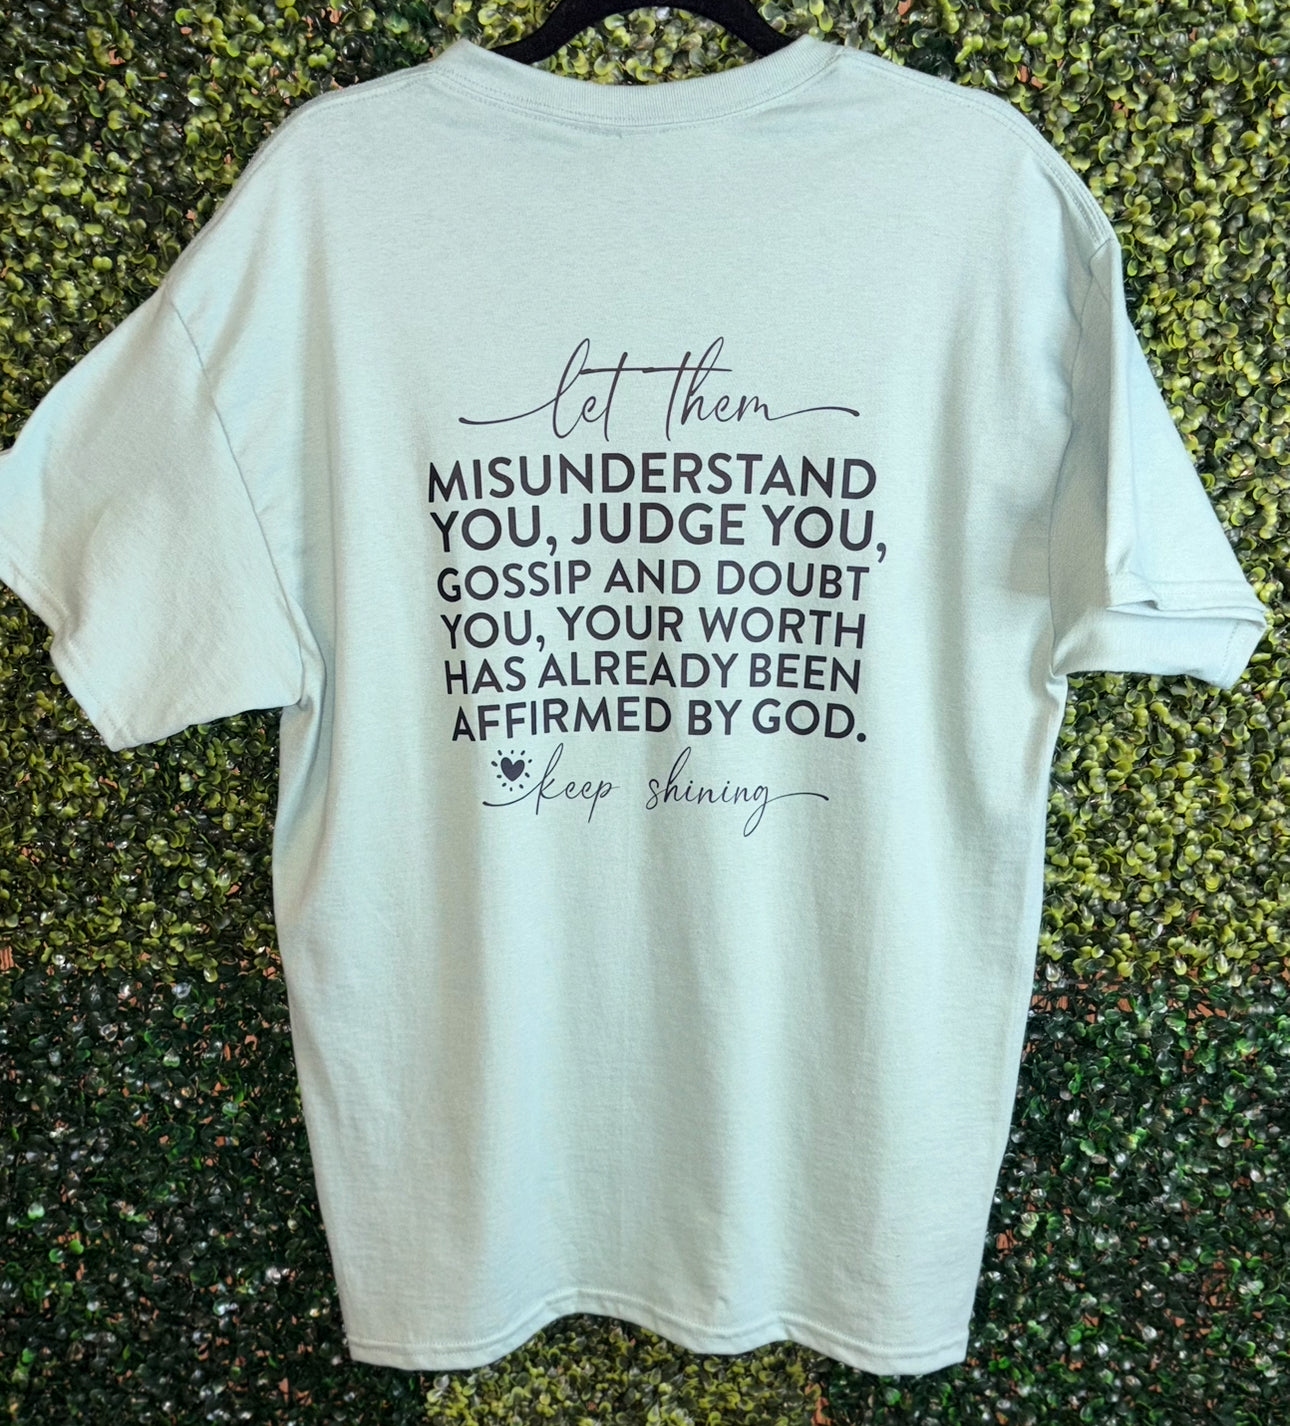 let them
MISUNDERSTAND
YOU, JUDGE YOU,
GOSSIP AND DOUBT
YOU, YOUR WORTH
HAS ALREADY BEEN
AFFIRMED BY GOD.
keep shining